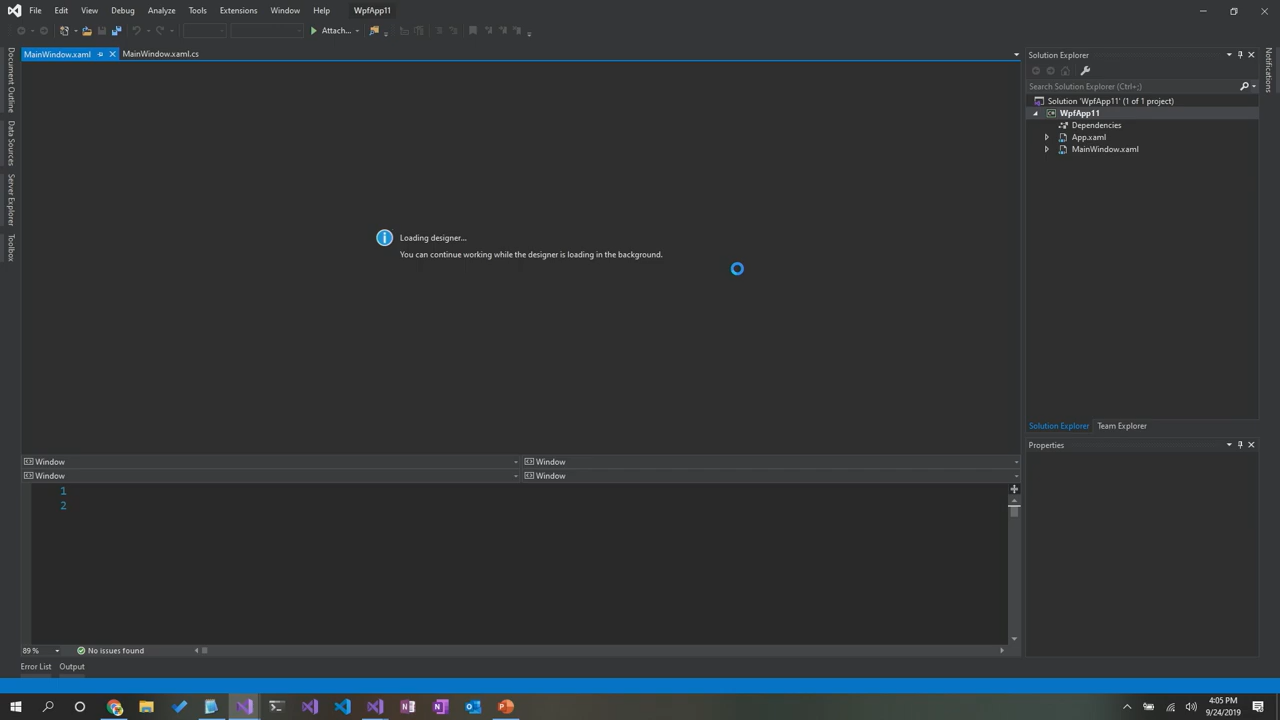 File Edit View Debug Analyze Tools Extensions Window Help WpfApp11
Attach...
MainWindow.xaml MainWindow.xaml.cs
Document Outline
Data Sources
Server Explorer
Toolbox
Loading designer...
You can continue working while the designer is loading in the background.
Window Window
Window Window
1
2
89 % No issues found
Error List Output
Solution Explorer
Search Solution Explorer (Ctrl+;)
Solution 'WpfApp11' (1 of 1 project)
WpfApp11
Dependencies
App.xaml
MainWindow.xaml
Solution Explorer Team Explorer
Properties
Notifications
4:05 PM
9/24/2019